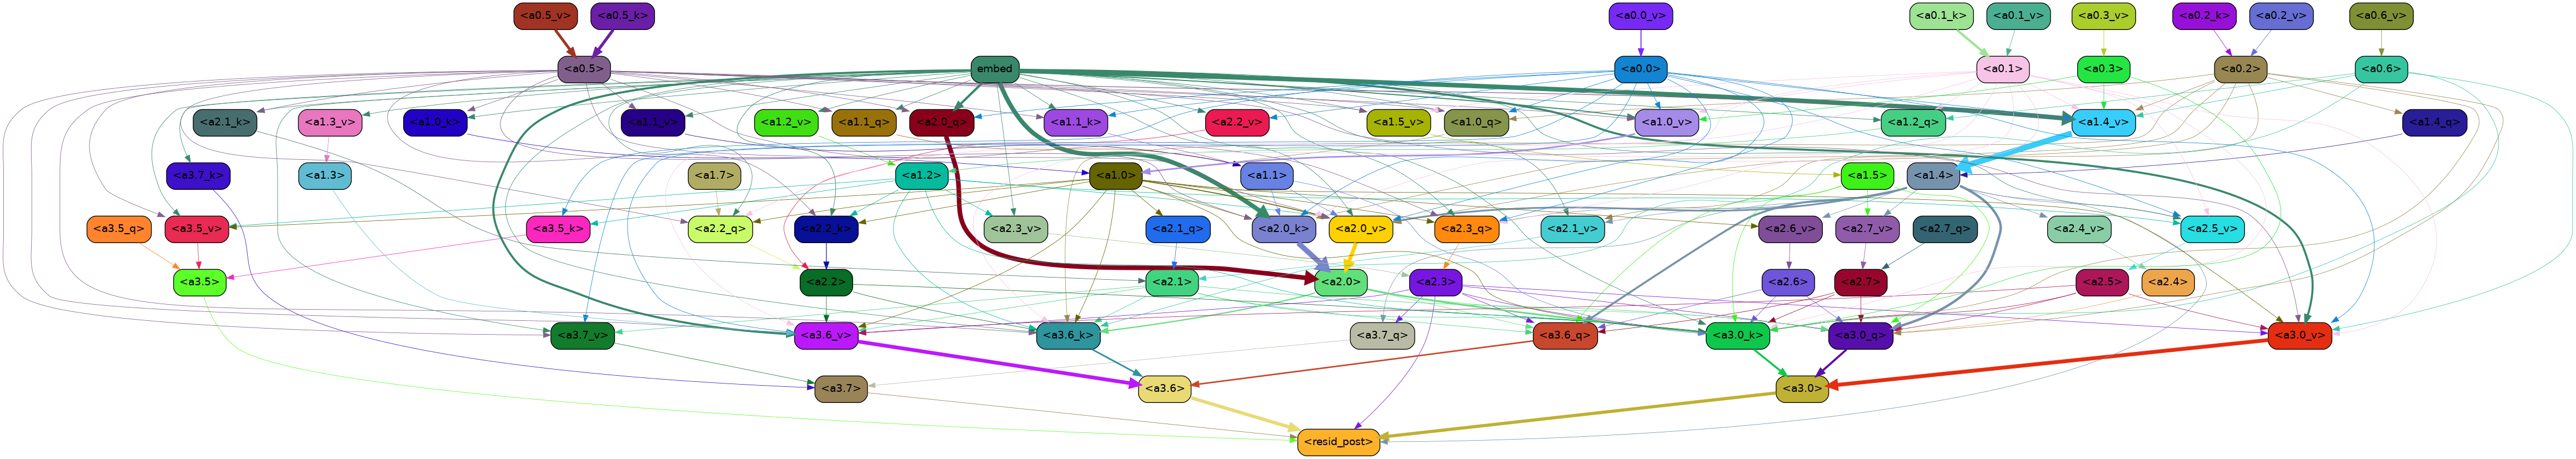 <a0.5_v> <a0.5_k> <a0.0_v> <a0.1_k> <a0.1_v> <a0.3_v> <a0.2_k> <a0.2_v> <a0.6_v>
<a0.5> embed <a0.0> <a0.1> <a0.3> <a0.2> <a0.6>
<a2.1_k> <a1.3_v> <a1.0_k> <a1.1_v> <a1.2_v> <a1.1_q> <a2.0_q> <a1.1_k> <a2.2_v> <a1.5_v> <a1.0_q> <a1.0_v> <a1.2_q> <a1.4_v> <a1.4_q>
<a3.7_k> <a1.3> <a1.7> <a1.2> <a1.0> <a1.1> <a1.5> <a1.4>
<a3.5_q> <a3.5_v> <a3.5_k> <a2.2_q> <a2.2_k> <a2.3_v> <a2.1_q> <a2.0_k> <a2.0_v> <a2.3_q> <a2.1_v> <a2.6_v> <a2.7_v> <a2.7_q> <a2.4_v> <a2.5_v>
<a3.5> <a2.2> <a2.1> <a2.0> <a2.3> <a2.6> <a2.7> <a2.5> <a2.4>
<a3.7_v> <a3.6_v> <a3.6_k> <a3.7_q> <a3.6_q> <a3.0_k> <a3.0_q> <a3.0_v>
<a3.7> <a3.6> <a3.0>
<resid_post>